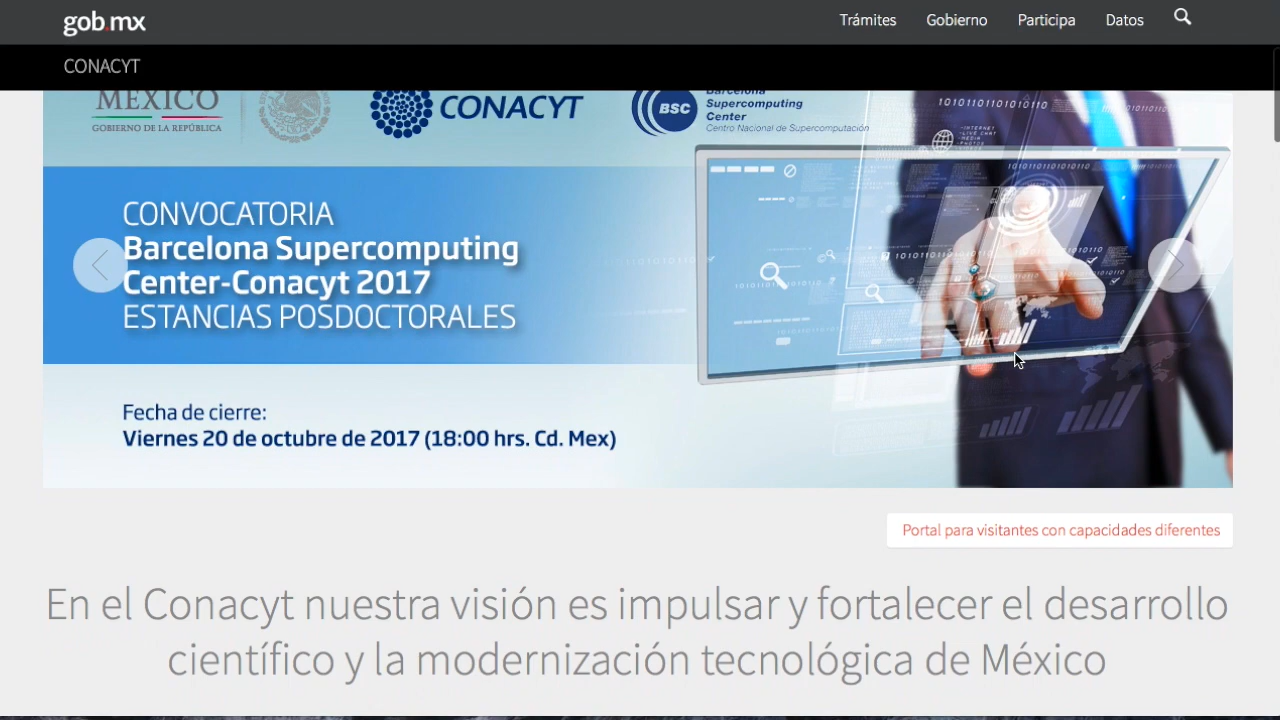 gob.mx
Trámites Gobierno Participa Datos
CONACYT
MÉXICO
GOBIERNO DE LA REPÚBLICA
CONACYT
BSC
Barcelona
Supercomputing
Center
Centro Nacional de Supercomputación
CONVOCATORIA
Barcelona Supercomputing
Center-Conacyt 2017
ESTANCIAS POSDOCTORALES
Fecha de cierre:
Viernes 20 de octubre de 2017 (18:00 hrs. Cd. Mex)
Portal para visitantes con capacidades diferentes
En el Conacyt nuestra visión es impulsar y fortalecer el desarrollo
científico y la modernización tecnológica de México